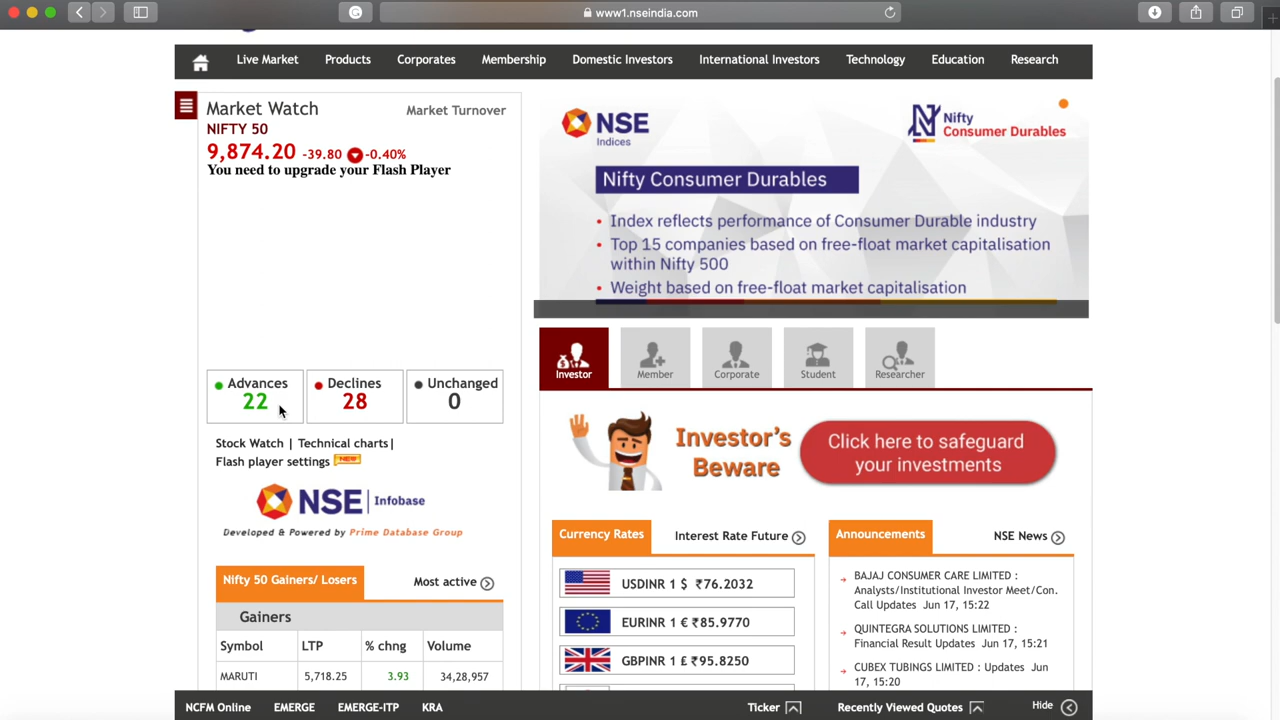 www1.nseindia.com
Live Market
Products
Corporates
Membership
Domestic Investors
International Investors
Technology
Education
Research
Market Watch
Market Turnover
NIFTY 50
9,874.20 -39.80 -0.40%
You need to upgrade your Flash Player
NSE
Indices
Nifty
Consumer Durables
Nifty Consumer Durables
• Index reflects performance of Consumer Durable industry
• Top 15 companies based on free-float market capitalisation
within Nifty 500
• Weight based on free-float market capitalisation
Advances
22
Declines
28
Unchanged
0
Investor
Member
Corporate
Student
Researcher
Stock Watch | Technical charts|
Flash player settings NEW
NSE Infobase
Developed & Powered by Prime Database Group
Investor's
Beware
Click here to safeguard
your investments
Nifty 50 Gainers/ Losers
Most active
Gainers
Symbol LTP % chng Volume
MARUTI 5,718.25 3.93 34,28,957
Currency Rates
Interest Rate Future
USDINR 1 $ ₹76.2032
EURINR 1 € ₹85.9770
GBPINR 1 £ ₹95.8250
Announcements
NSE News
BAJAJ CONSUMER CARE LIMITED :
Analysts/Institutional Investor Meet/Con.
Call Updates Jun 17, 15:22
QUINTEGRA SOLUTIONS LIMITED :
Financial Result Updates Jun 17, 15:21
CUBEX TUBINGS LIMITED : Updates Jun
17, 15:20
NCFM Online
EMERGE
EMERGE-ITP
KRA
Ticker
Recently Viewed Quotes
Hide